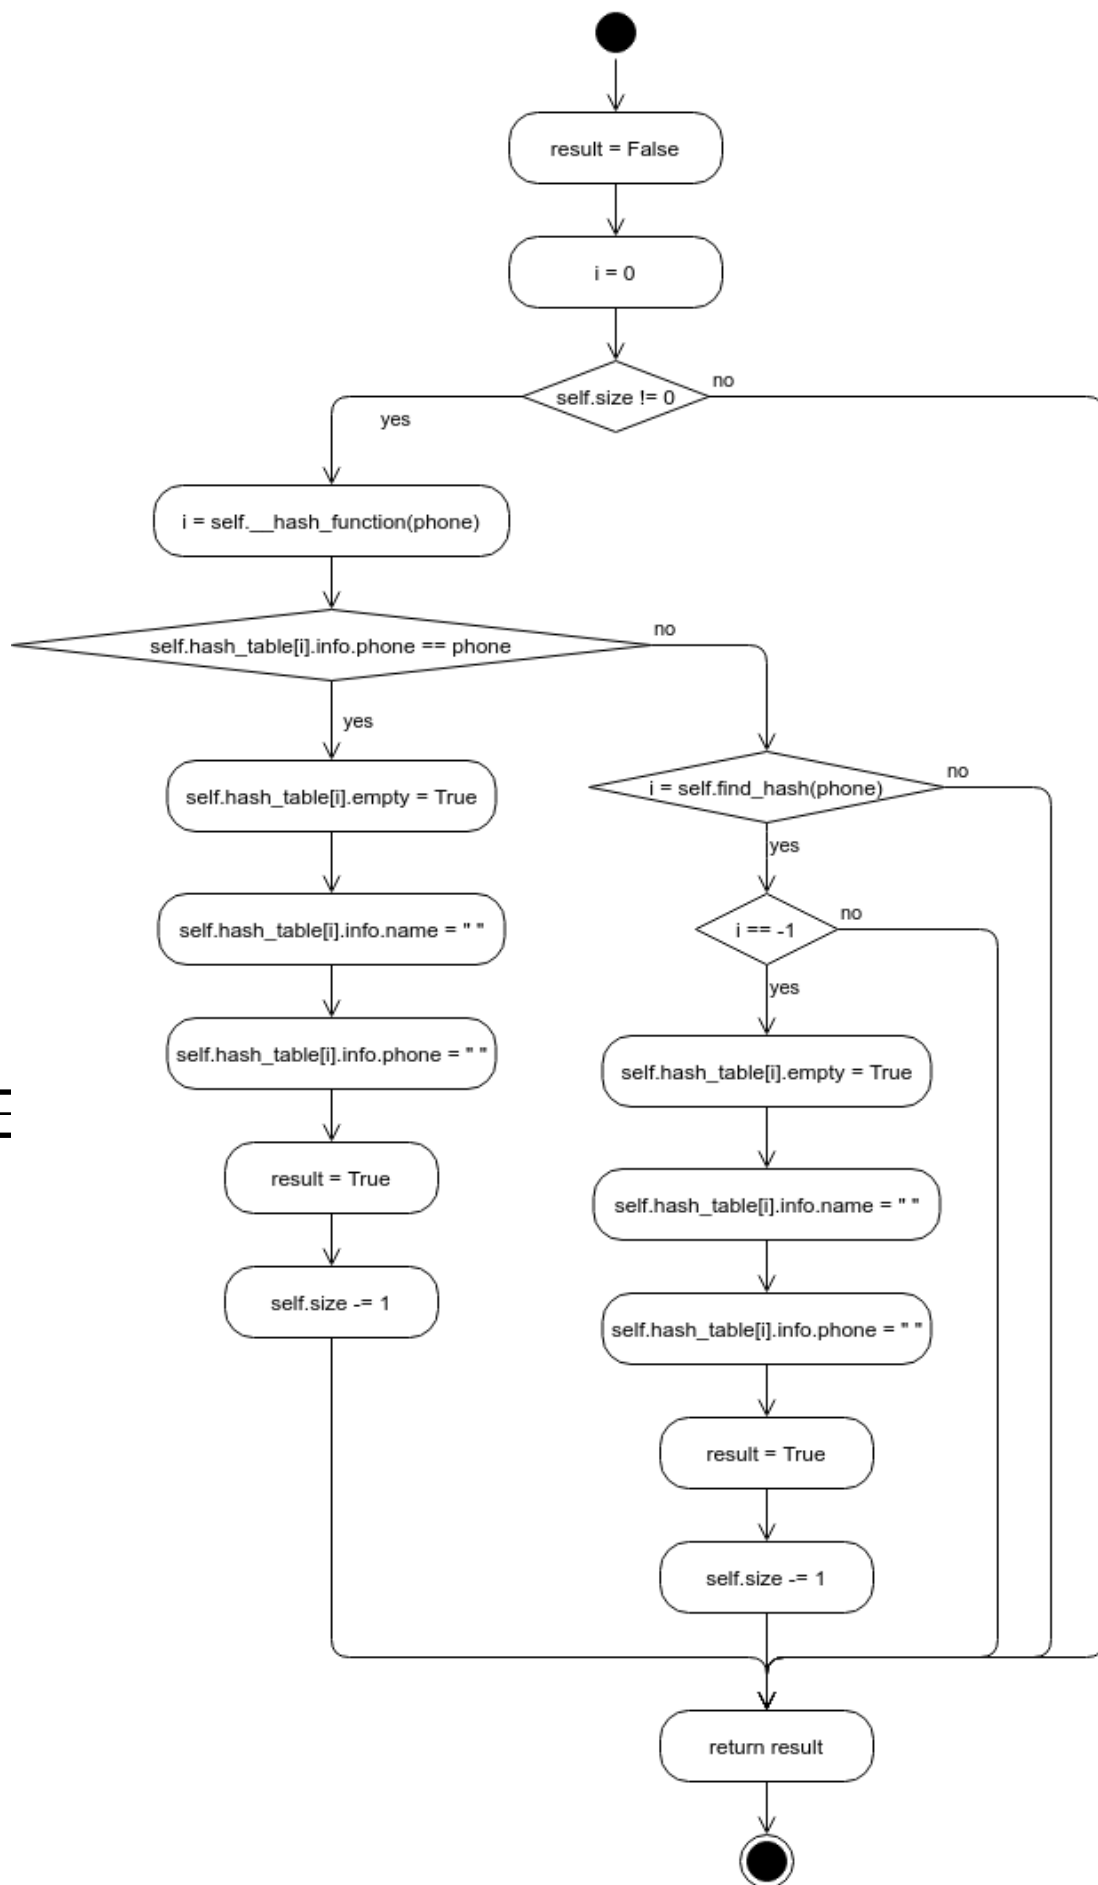 result = False
i = 0
self.size != 0
no
yes
i = self.__hash_function(phone)
self.hash_table[i].info.phone == phone
no
yes
self.hash_table[i].empty = True
self.hash_table[i].info.name = " "
self.hash_table[i].info.phone = " "
result = True
self.size -= 1
i = self.find_hash(phone)
no
yes
i == -1
no
yes
self.hash_table[i].empty = True
self.hash_table[i].info.name = " "
self.hash_table[i].info.phone = " "
result = True
self.size -= 1
return result